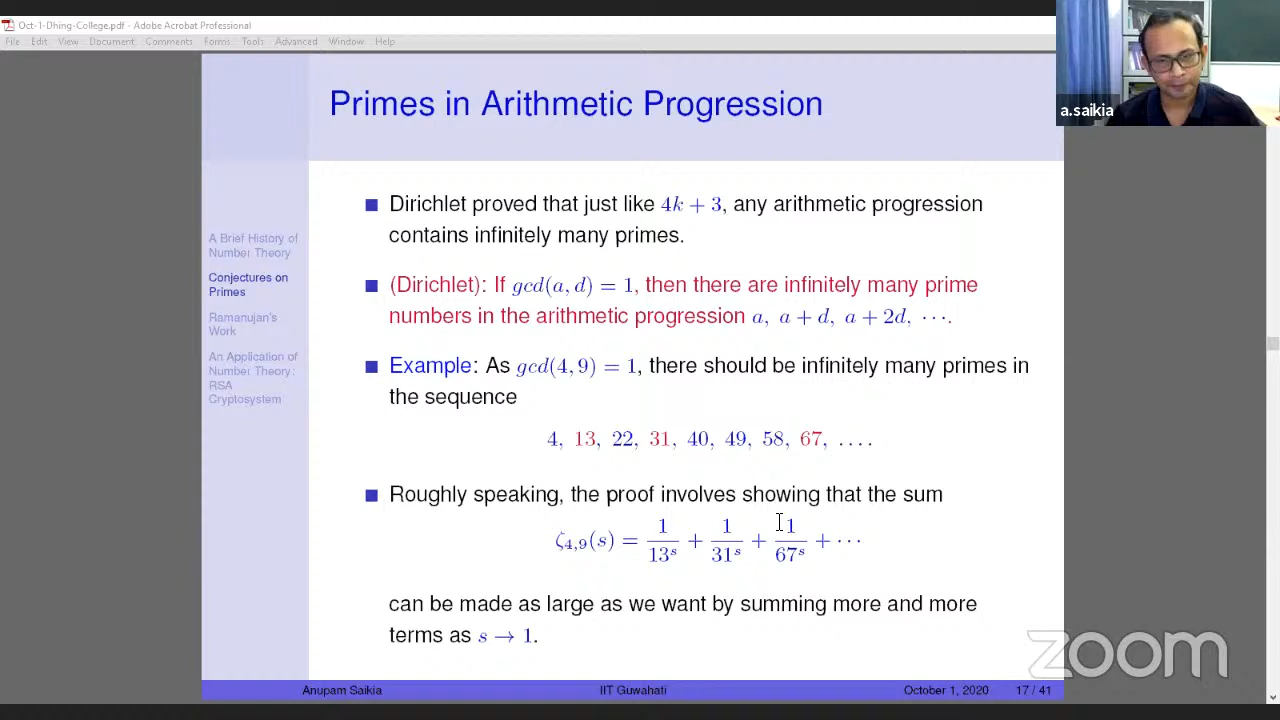 Oct-1-Dhing-College.pdf - Adobe Acrobat Professional
File Edit View Document Comments Forms Tools Advanced Window Help
a.saikia
Primes in Arithmetic Progression
A Brief History of
Number Theory
Conjectures on
Primes
Ramanujan's
Work
An Application of
Number Theory:
RSA
Cryptosystem
Dirichlet proved that just like 4k + 3, any arithmetic progression
contains infinitely many primes.
(Dirichlet): If gcd(a, d) = 1, then there are infinitely many prime
numbers in the arithmetic progression a, a + d, a + 2d, ⋯.
Example: As gcd(4, 9) = 1, there should be infinitely many primes in
the sequence
4, 13, 22, 31, 40, 49, 58, 67, ....
Roughly speaking, the proof involves showing that the sum
ζ₄,₉(s) = 1/13ˢ + 1/31ˢ + 1/67ˢ + ⋯
can be made as large as we want by summing more and more
terms as s → 1.
zoom
Anupam Saikia IIT Guwahati October 1, 2020 17 / 41